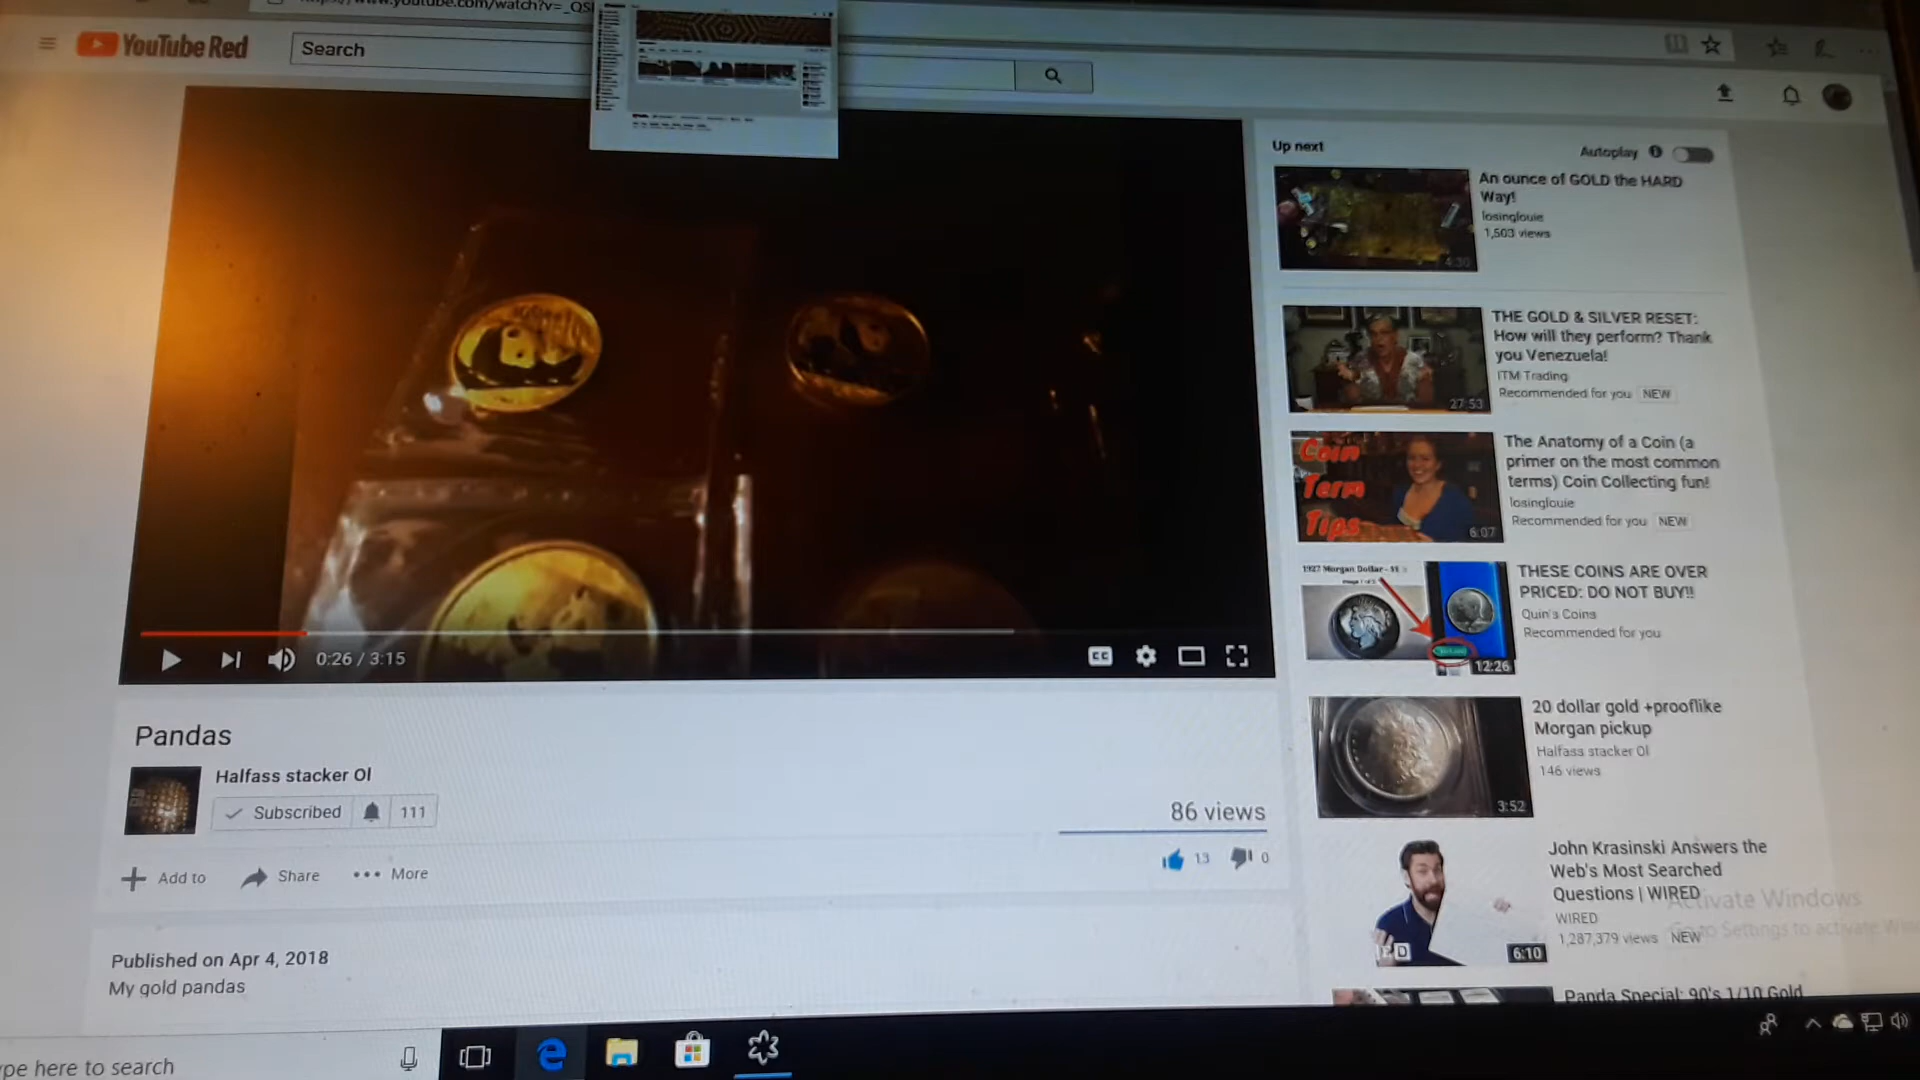 YouTube Red
Search
Up next
Autoplay
An ounce of GOLD the HARD
Way!
losinglouie
1,503 views
4:30
THE GOLD & SILVER RESET:
How will they perform? Thank
you Venezuela!
ITM Trading
Recommended for you NEW
27:53
The Anatomy of a Coin (a
primer on the most common
terms) Coin Collecting fun!
losinglouie
Recommended for you NEW
Coin
Term
Tips
6:07
1927 Morgan Dollar
THESE COINS ARE OVER
PRICED: DO NOT BUY!!
Quin's Coins
Recommended for you
12:26
20 dollar gold +prooflike
Morgan pickup
Halfass stacker Ol
146 views
3:52
John Krasinski Answers the
Web's Most Searched
Questions | WIRED
WIRED
1,287,379 views NEW
6:10
Panda Special: 90's 1/10 Gold
0:26 / 3:15
CC
Pandas
Halfass stacker Ol
Subscribed 111
86 views
13 0
Add to Share More
Published on Apr 4, 2018
My gold pandas
Activate Windows
Go to Settings to activate
ype here to search